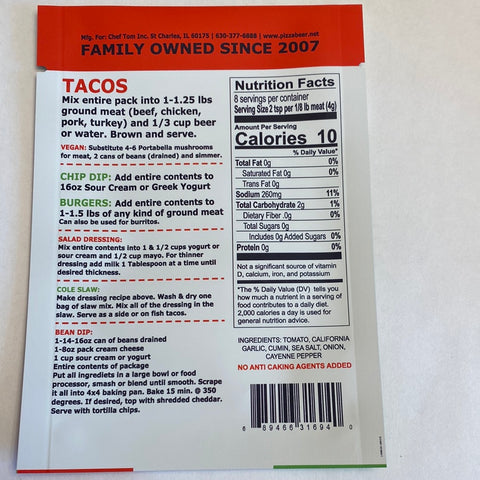 Mfg. For: Chef Tom Inc. St Charles, IL 60175 | 630-377-6888 | www.pizzabeer.net
FAMILY OWNED SINCE 2007
TACOS
Mix entire pack into 1-1.25 lbs
ground meat (beef, chicken,
pork, turkey) and 1/3 cup beer
or water. Brown and serve.
VEGAN: Substitute 4-6 Portabella mushrooms
for meat, 2 cans of beans (drained) and simmer.
CHIP DIP: Add entire contents to
16oz Sour Cream or Greek Yogurt
BURGERS: Add entire contents to
1-1.5 lbs of any kind of ground meat
Can also be used for burritos.
SALAD DRESSING:
Mix entire contents into 1 & 1/2 cups yogurt or
sour cream and 1/2 cup mayo. For thinner
dressing add milk 1 Tablespoon at a time until
desired thickness.
COLE SLAW:
Make dressing recipe above. Wash & dry one
bag of slaw mix. Mix all of the dressing in the
slaw. Serve as a side or on fish tacos.
BEAN DIP:
1-14-16oz can of beans drained
1-8oz pack cream cheese
1 cup sour cream or yogurt
Entire contents of package
Put all ingredients in a large bowl or food
processor, smash or blend until smooth. Scrape
it all into 4x4 baking pan. Bake 15 min. @ 350
degrees. If desired, top with shredded cheddar.
Serve with tortilla chips.
Nutrition Facts
8 servings per container
Serving Size 2 tsp per 1/8 lb meat (4g)
Amount Per Serving
Calories 10
% Daily Value*
Total Fat 0g 0%
Saturated Fat 0g 0%
Trans Fat 0g
Sodium 260mg 11%
Total Carbohydrate 2g 1%
Dietary Fiber .0g 0%
Total Sugars 0g
Includes 0g Added Sugars 0%
Protein 0g 0%
Not a significant source of vitamin
D, calcium, iron, and potassium
*The % Daily Value (DV) tells you
how much a nutrient in a serving of
food contributes to a daily diet.
2,000 calories a day is used for
general nutrition advice.
INGREDIENTS: TOMATO, CALIFORNIA
GARLIC, CUMIN, SEA SALT, ONION,
CAYENNE PEPPER
NO ANTI CAKING AGENTS ADDED
6 89466 31694 0